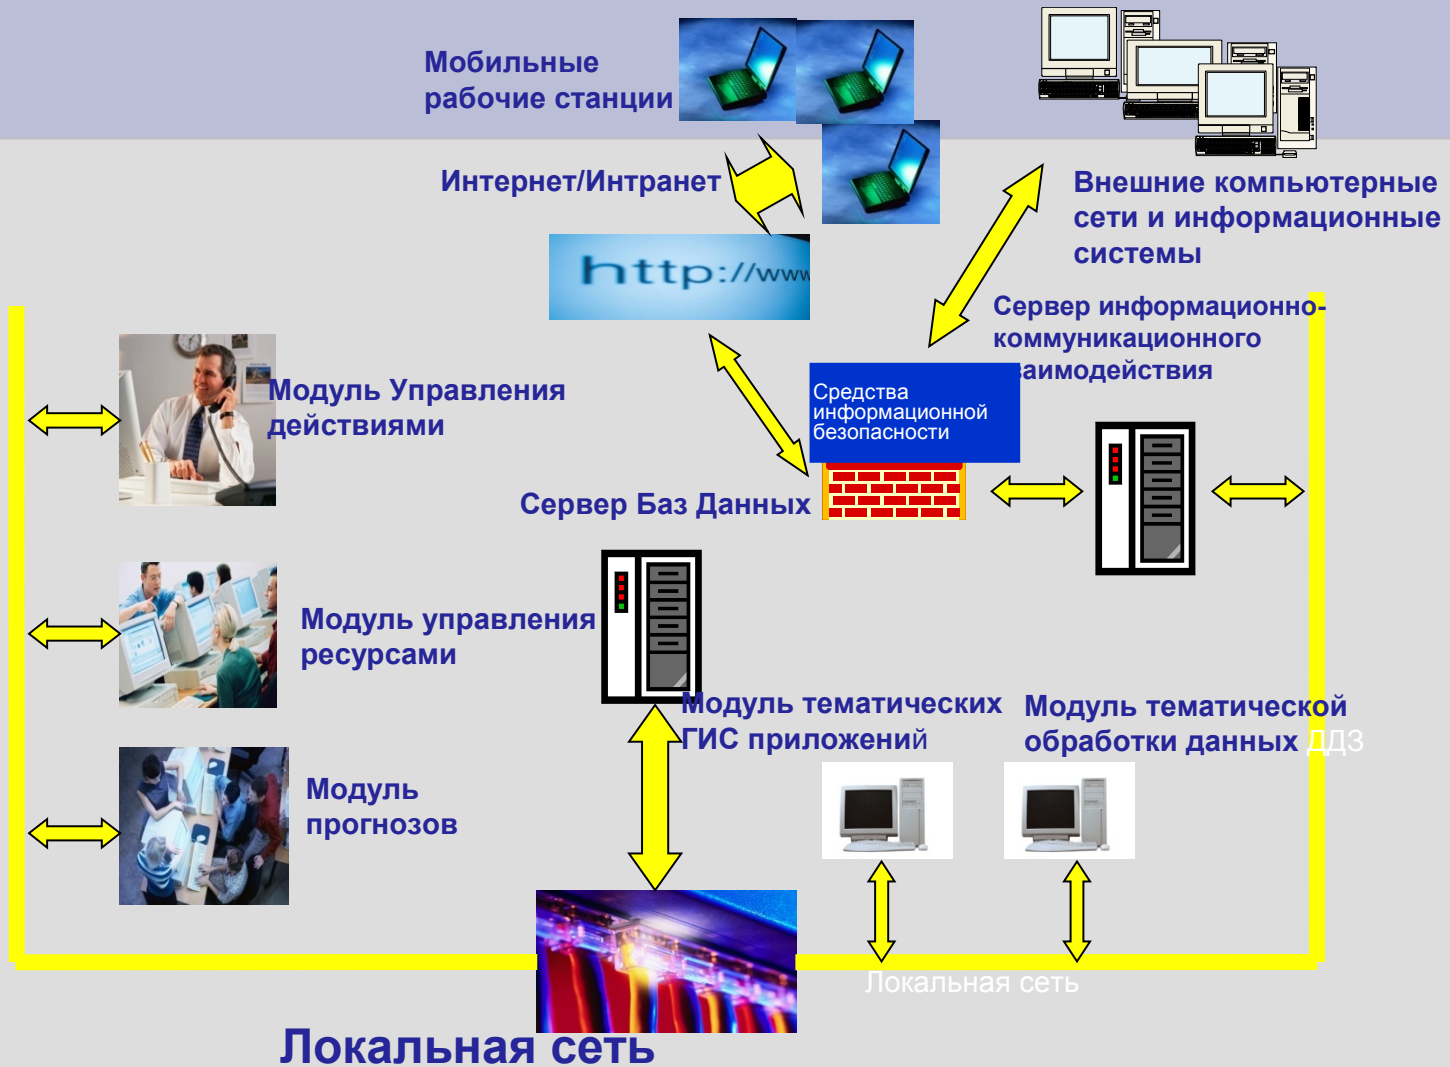 Мобильные
рабочие станции
Интернет/Интранет
http://www
Внешние компьютерные
сети и информационные
системы
Сервер информационно-
коммуникационного
заимодействия
Средства
информационной
безопасности
Модуль Управления
действиями
Сервер Баз Данных
Модуль управления
ресурсами
Модуль тематических
ГИС приложений
Модуль тематической
обработки данных ДДЗ
Модуль
прогнозов
Локальная сеть
Локальная сеть